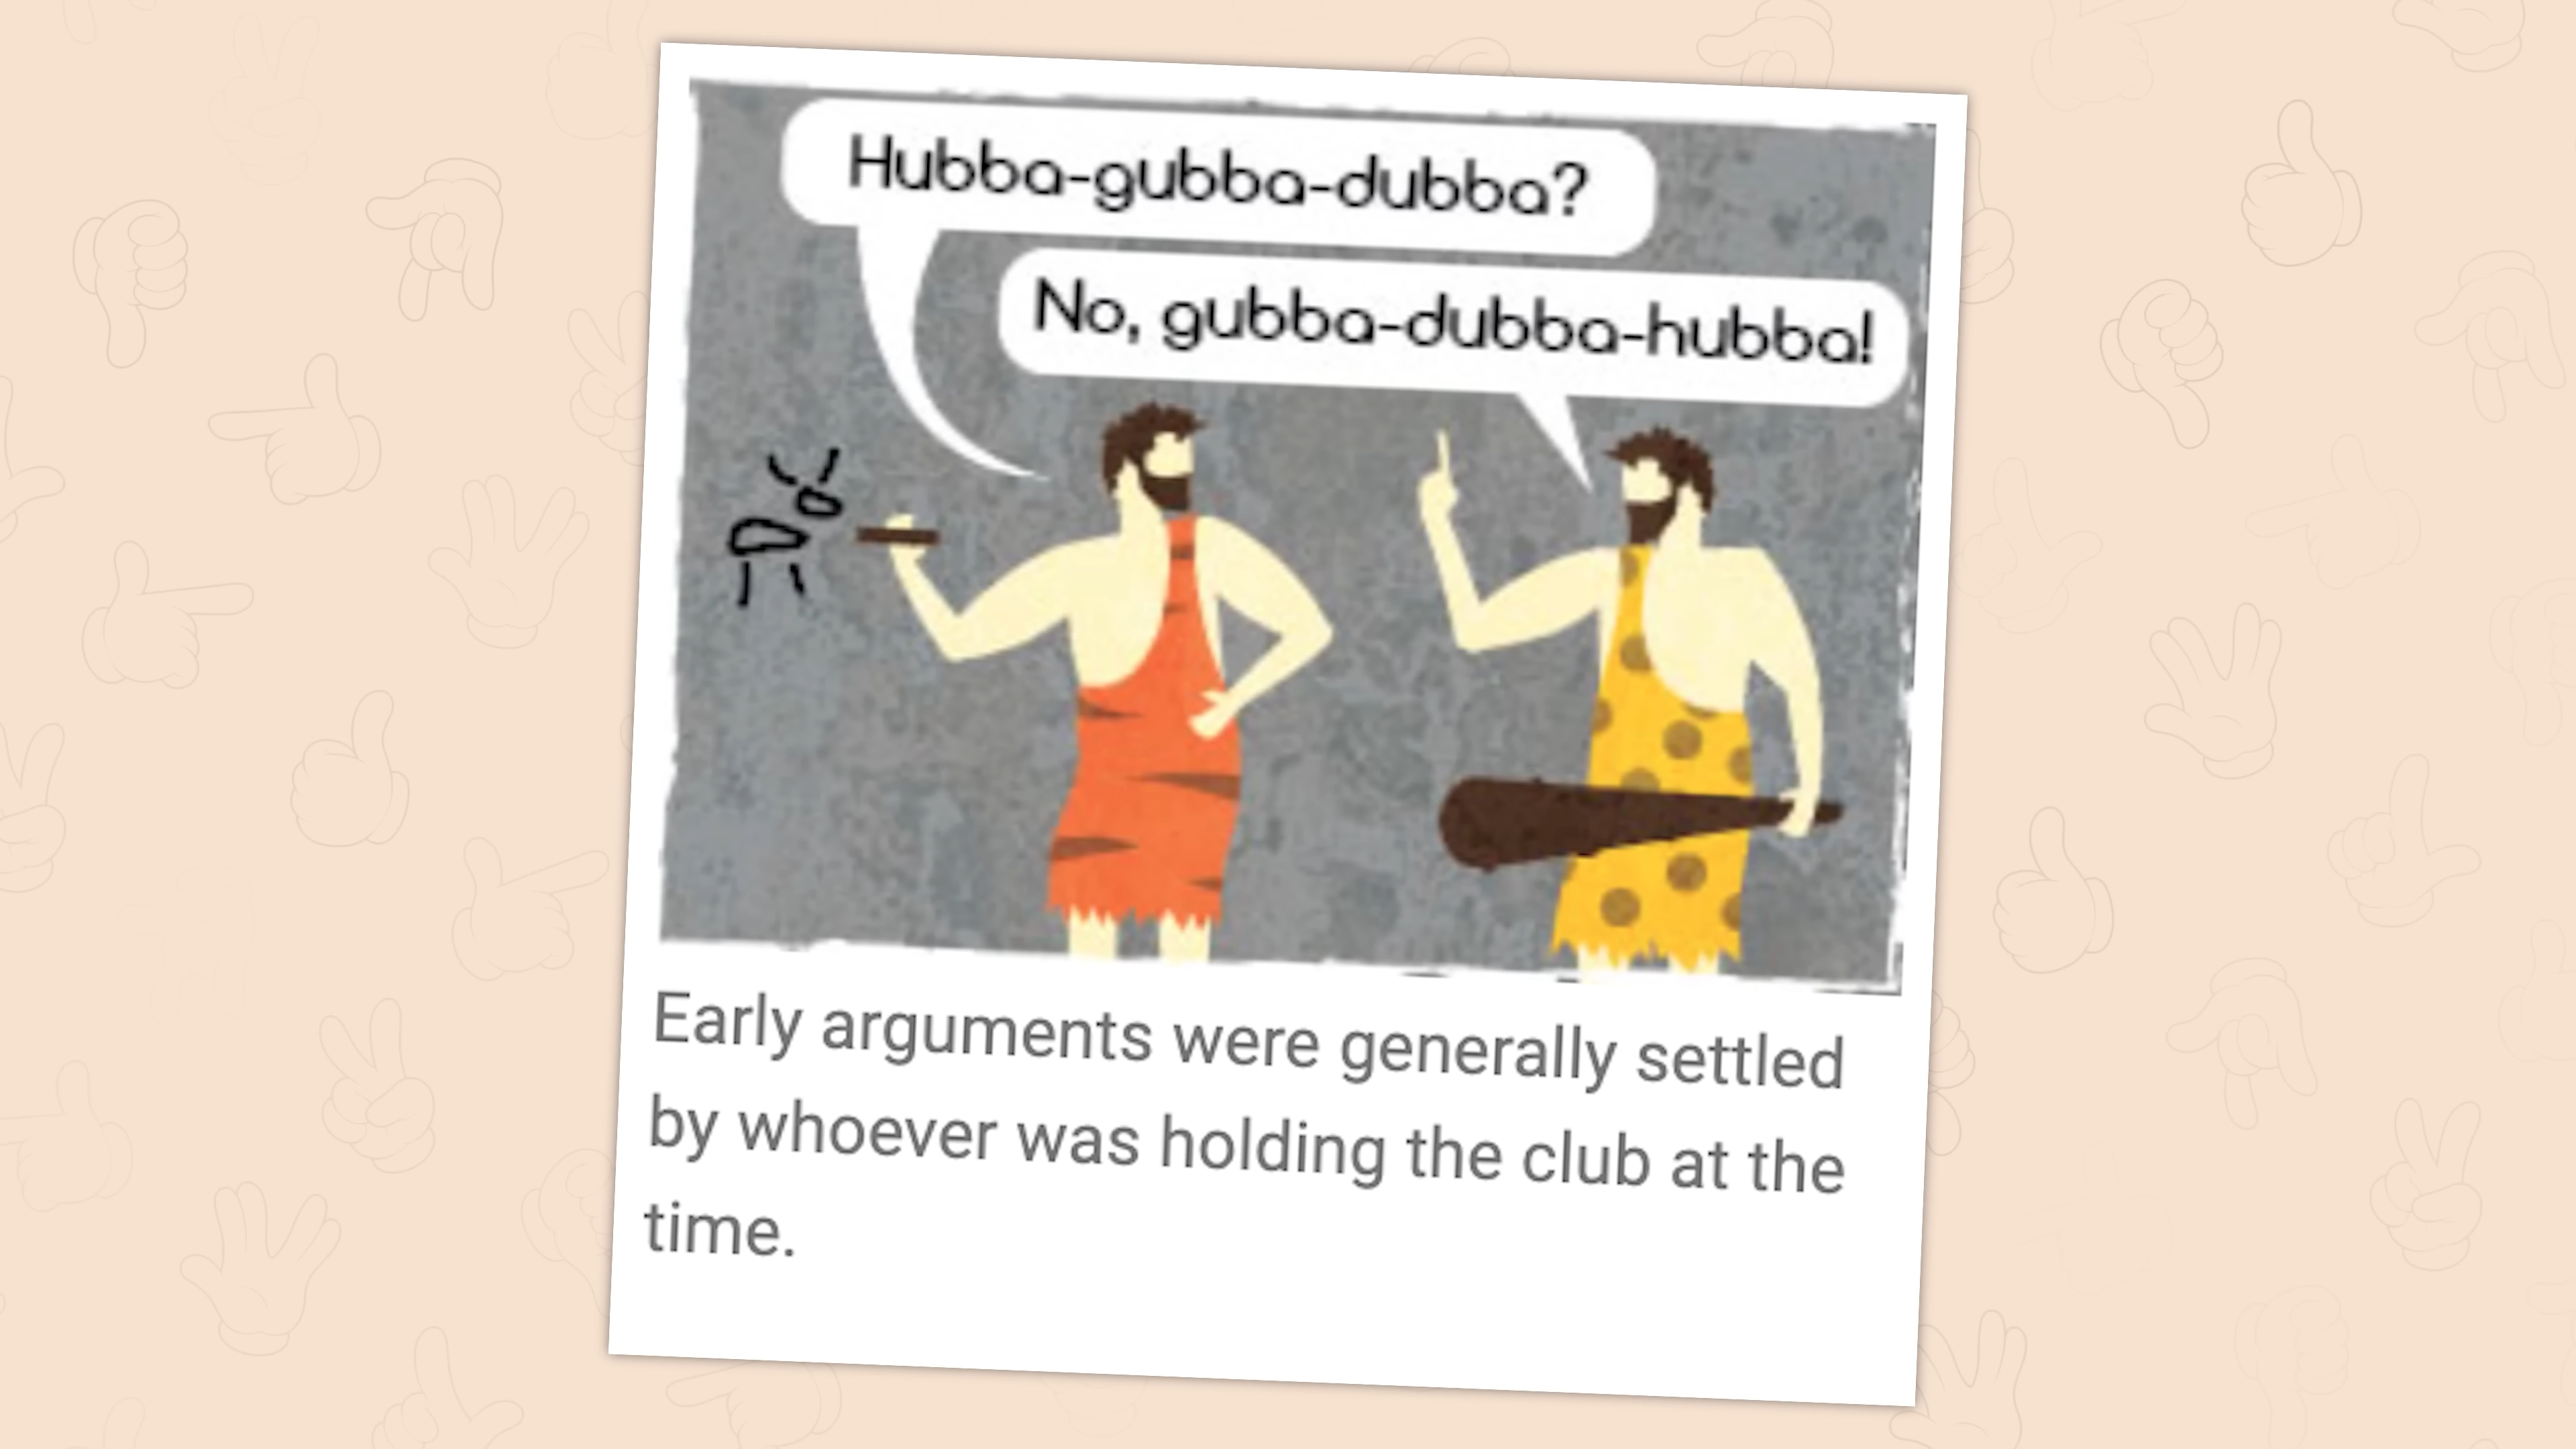 Hubba-gubba-dubba?
No, gubba-dubba-hubba!
Early arguments were generally settled
by whoever was holding the club at the
time.